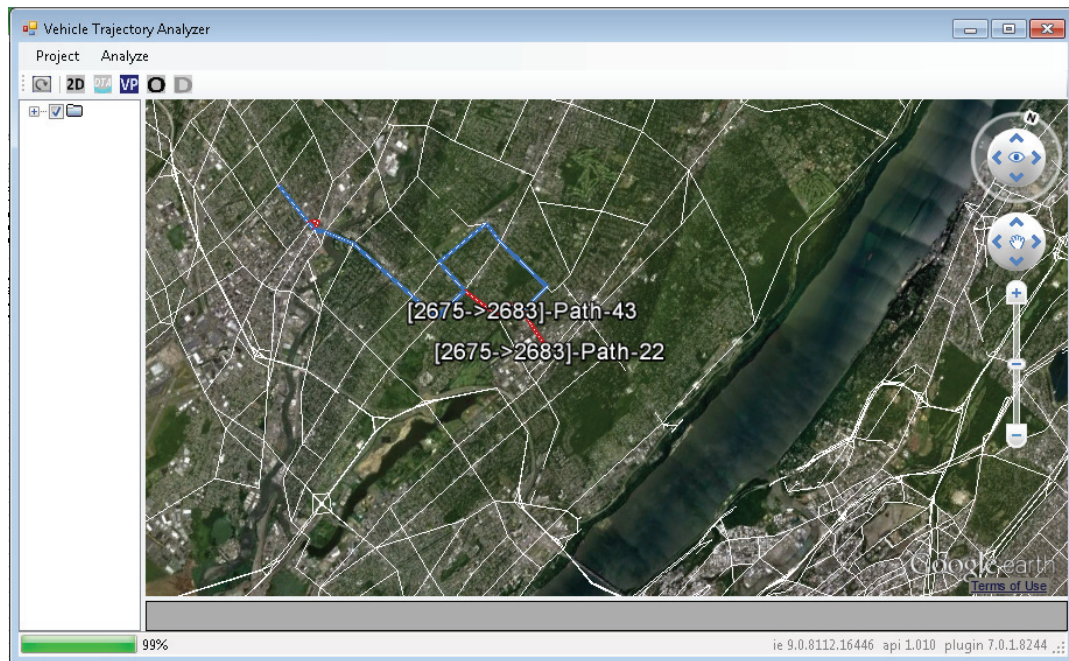 Vehicle Trajectory Analyzer
Project Analyze
2D DTA VP O D
N
[2675->2683]-Path-43
[2675->2683]-Path-22
Google earth
Terms of Use
99%
ie 9.0.8112.16446 api 1.010 plugin 7.0.1.8244